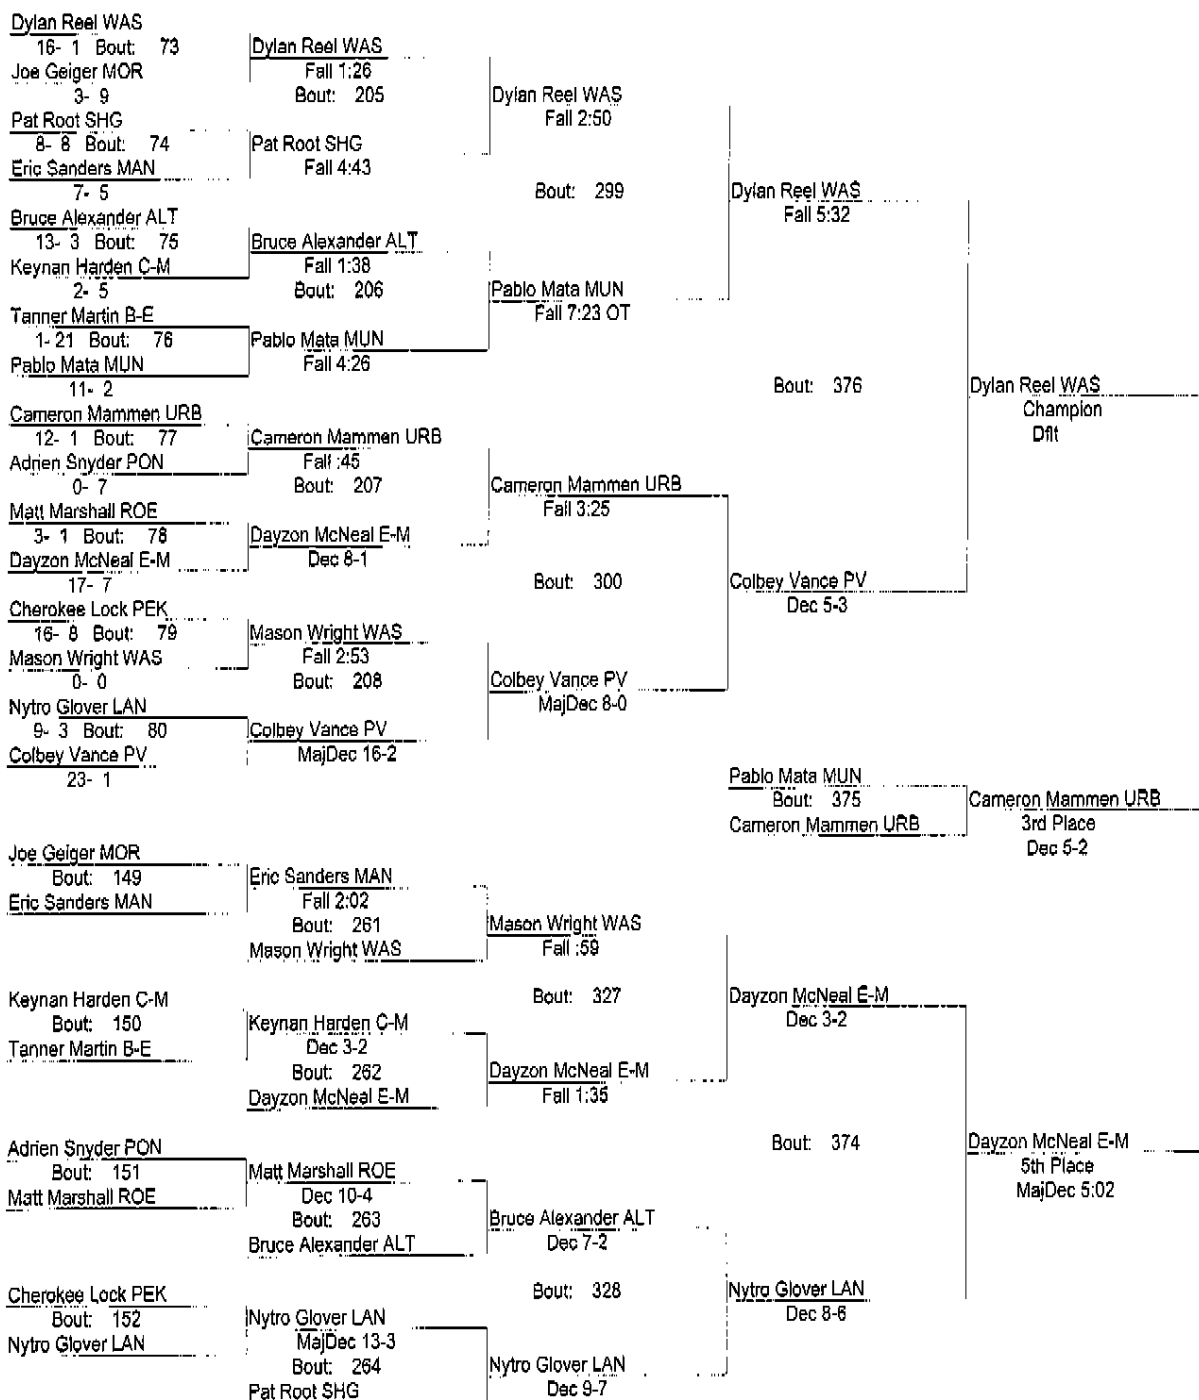 Dylan Reel WAS
16- 1 Bout: 73
Joe Geiger MOR
3- 9
Pat Root SHG
8- 8 Bout: 74
Eric Sanders MAN
7- 5
Bruce Alexander ALT
13- 3 Bout: 75
Keynan Harden C-M
2- 5
Tanner Martin B-E
1- 21 Bout: 76
Pablo Mata MUN
11- 2
Cameron Mammen URB
12- 1 Bout: 77
Adrien Snyder PON
0- 7
Matt Marshall ROE
3- 1 Bout: 78
Dayzon McNeal E-M
17- 7
Cherokee Lock PEK
16- 8 Bout: 79
Mason Wright WAS
0- 0
Nytro Glover LAN
9- 3 Bout: 80
Colbey Vance PV
23- 1
Dylan Reel WAS
Fall 1:26
Bout: 205
Pat Root SHG
Fall 4:43
Bruce Alexander ALT
Fall 1:38
Bout: 206
Pablo Mata MUN
Fall 4:26
Cameron Mammen URB
Fall :45
Bout: 207
Dayzon McNeal E-M
Dec 8-1
Mason Wright WAS
Fall 2:53
Bout: 208
Colbey Vance PV
MajDec 16-2
Dylan Reel WAS
Fall 2:50
Bout: 299
Pablo Mata MUN
Fall 7:23 OT
Cameron Mammen URB
Fall 3:25
Bout: 300
Colbey Vance PV
MajDec 8-0
Dylan Reel WAS
Fall 5:32
Bout: 376
Colbey Vance PV
Dec 5-3
Dylan Reel WAS
Champion
Dflt
Pablo Mata MUN
Bout: 375
Cameron Mammen URB
Cameron Mammen URB
3rd Place
Dec 5-2
Joe Geiger MOR
Bout: 149
Eric Sanders MAN
Keynan Harden C-M
Bout: 150
Tanner Martin B-E
Adrien Snyder PON
Bout: 151
Matt Marshall ROE
Cherokee Lock PEK
Bout: 152
Nytro Glover LAN
Eric Sanders MAN
Fall 2:02
Bout: 261
Mason Wright WAS
Keynan Harden C-M
Dec 3-2
Bout: 262
Dayzon McNeal E-M
Matt Marshall ROE
Dec 10-4
Bout: 263
Bruce Alexander ALT
Nytro Glover LAN
MajDec 13-3
Bout: 264
Pat Root SHG
Mason Wright WAS
Fall :59
Bout: 327
Dayzon McNeal E-M
Fall 1:35
Bruce Alexander ALT
Dec 7-2
Bout: 328
Nytro Glover LAN
Dec 9-7
Dayzon McNeal E-M
Dec 3-2
Bout: 374
Nytro Glover LAN
Dec 8-6
Dayzon McNeal E-M
5th Place
MajDec 5:02